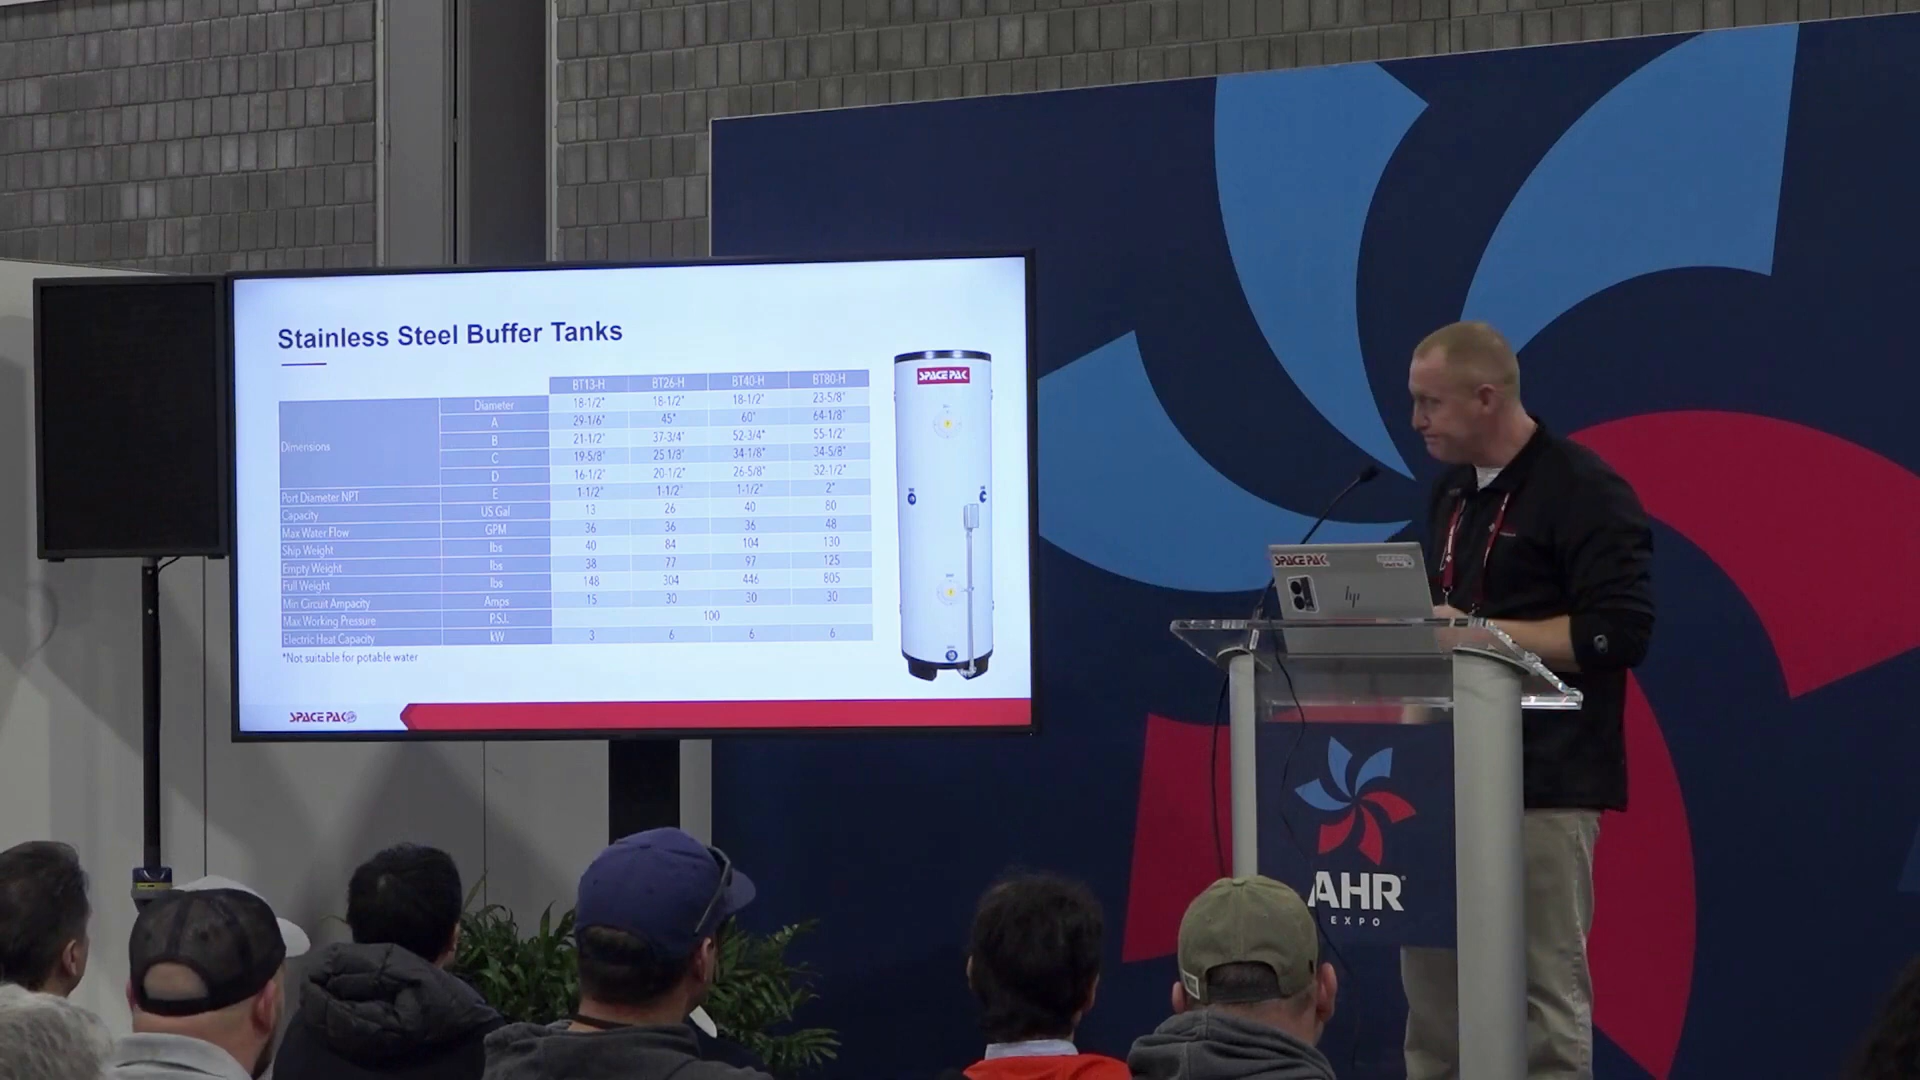 Stainless Steel Buffer Tanks
BT13-H BT26-H BT40-H BT80-H
Dimensions Diameter 18-1/2" 18-1/2" 18-1/2" 23-5/8"
A 29-1/6" 45" 60" 64-1/8"
B 21-1/2" 37-3/4" 52-3/4" 55-1/2"
C 19-5/8" 25 1/8" 34-1/8" 34-5/8"
D 16-1/2" 20-1/2" 26-5/8" 32-1/2"
Port Diameter NPT E 1-1/2" 1-1/2" 1-1/2" 2"
Capacity US Gal 13 26 40 80
Max Water Flow GPM 36 36 36 48
Ship Weight lbs 40 84 104 130
Empty Weight lbs 38 77 97 125
Full Weight lbs 148 304 446 805
Min Circuit Ampacity Amps 15 30 30 30
Max Working Pressure P.S.I. 100
Electric Heat Capacity kW 3 6 6 6
*Not suitable for potable water
SPACE PAK
SPACE PAK
SPACE PAK
hp
AHR
EXPO